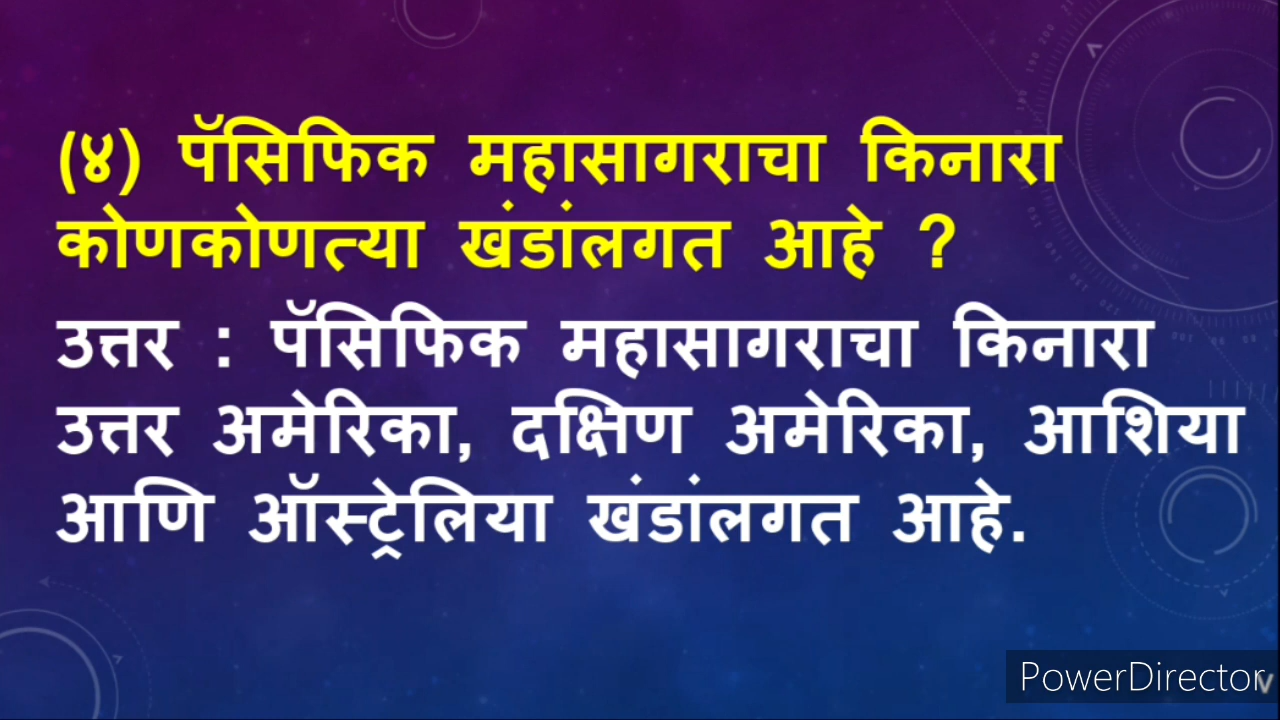 (४) पॅसिफिक महासागराचा किनारा
कोणकोणत्या खंडांलगत आहे ?
उत्तर : पॅसिफिक महासागराचा किनारा
उत्तर अमेरिका, दक्षिण अमेरिका, आशिया
आणि ऑस्ट्रेलिया खंडांलगत आहे.
PowerDirector